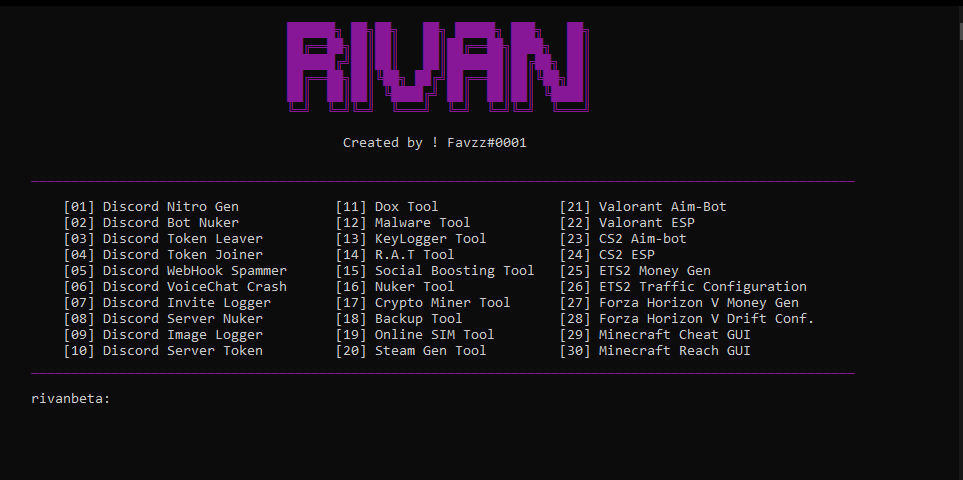 RIVAN
Created by ! Favzz#0001
[01] Discord Nitro Gen [11] Dox Tool [21] Valorant Aim-Bot
[02] Discord Bot Nuker [12] Malware Tool [22] Valorant ESP
[03] Discord Token Leaver [13] KeyLogger Tool [23] CS2 Aim-bot
[04] Discord Token Joiner [14] R.A.T Tool [24] CS2 ESP
[05] Discord WebHook Spammer [15] Social Boosting Tool [25] ETS2 Money Gen
[06] Discord VoiceChat Crash [16] Nuker Tool [26] ETS2 Traffic Configuration
[07] Discord Invite Logger [17] Crypto Miner Tool [27] Forza Horizon V Money Gen
[08] Discord Server Nuker [18] Backup Tool [28] Forza Horizon V Drift Conf.
[09] Discord Image Logger [19] Online SIM Tool [29] Minecraft Cheat GUI
[10] Discord Server Token [20] Steam Gen Tool [30] Minecraft Reach GUI
rivanbeta: